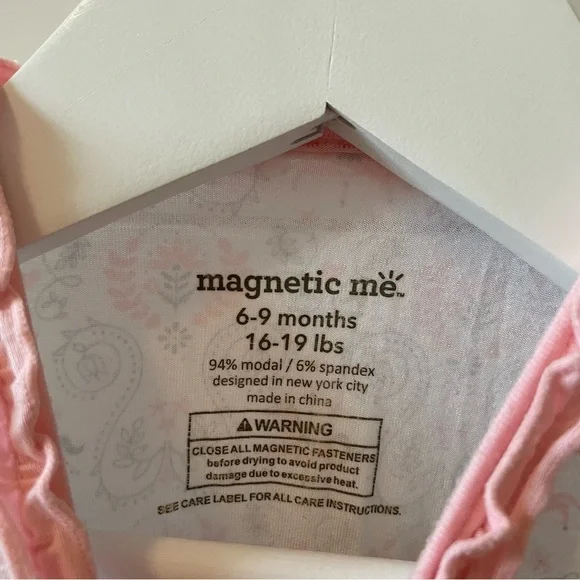 magnetic me™
6-9 months
16-19 lbs
94% modal / 6% spandex
designed in new york city
made in china
⚠ WARNING
CLOSE ALL MAGNETIC FASTENERS
before drying to avoid product
damage due to excessive heat.
SEE CARE LABEL FOR ALL CARE INSTRUCTIONS.